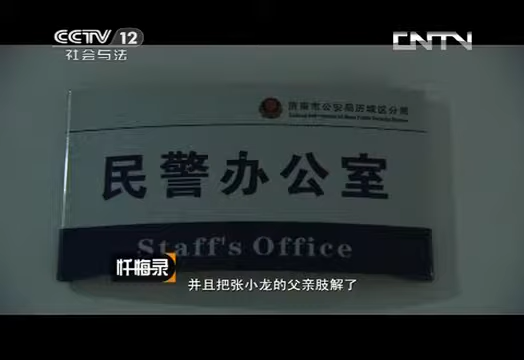 CCTV 12
社会与法
CNTV
济南市公安局历城区分局
民警办公室
Staff's Office
忏悔录
并且把张小龙的父亲肢解了